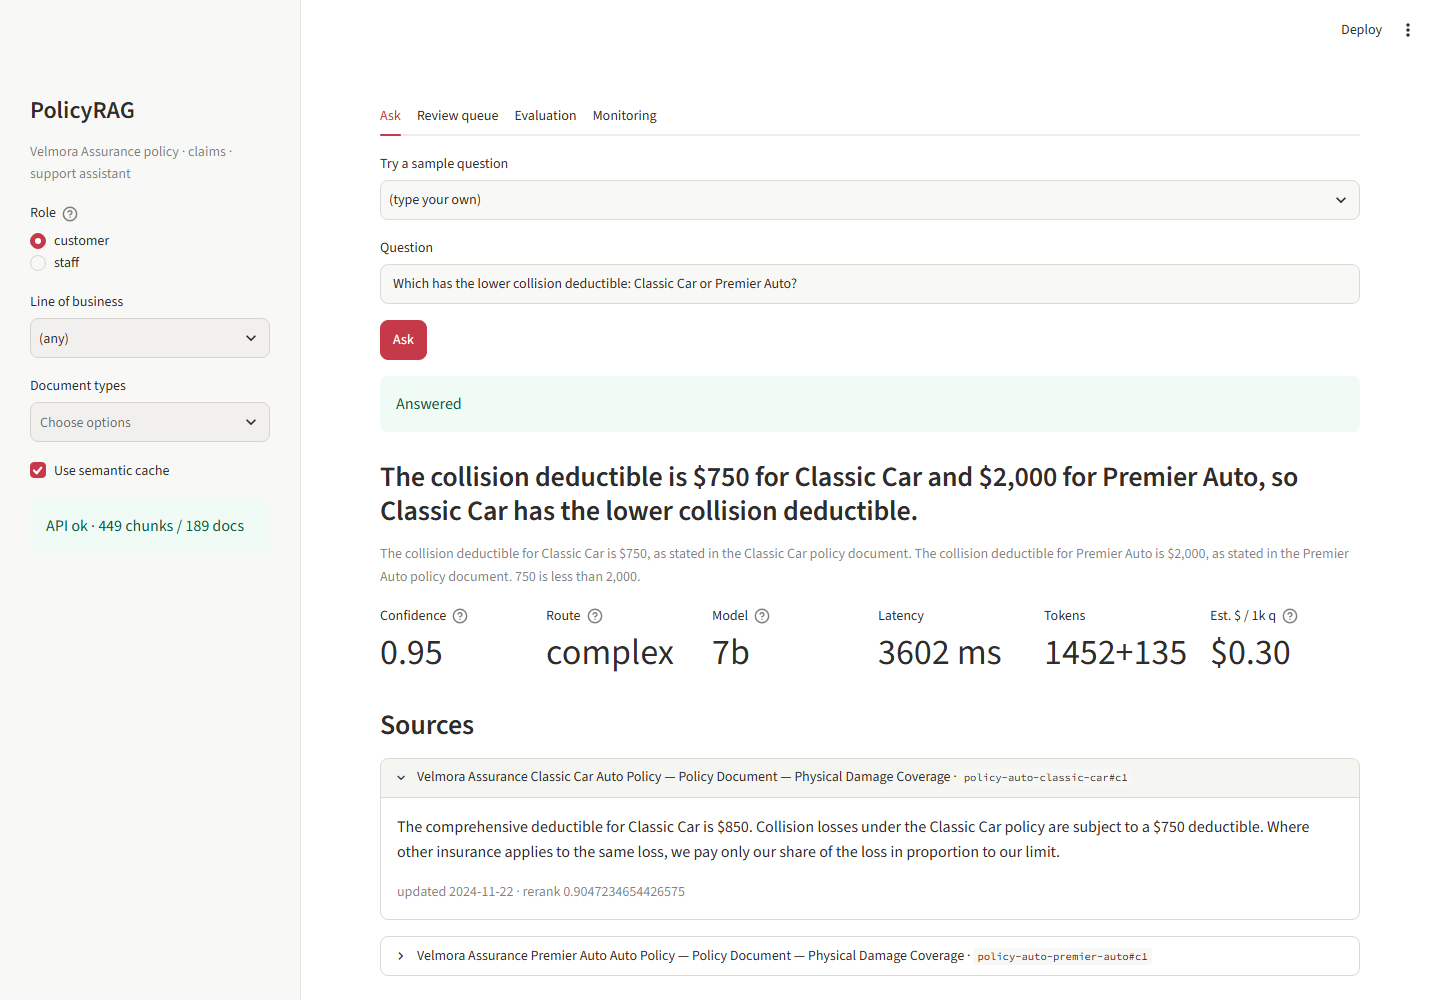 Deploy
PolicyRAG
Velmora Assurance policy · claims ·
support assistant
Role
customer
staff
Line of business
(any)
Document types
Choose options
Use semantic cache
API ok · 449 chunks / 189 docs
Ask Review queue Evaluation Monitoring
Try a sample question
(type your own)
Question
Which has the lower collision deductible: Classic Car or Premier Auto?
Ask
Answered
The collision deductible is $750 for Classic Car and $2,000 for Premier Auto, so
Classic Car has the lower collision deductible.
The collision deductible for Classic Car is $750, as stated in the Classic Car policy document. The collision deductible for Premier Auto is $2,000, as stated in the Premier
Auto policy document. 750 is less than 2,000.
Confidence Route Model Latency Tokens Est. $ / 1k q
0.95 complex 7b 3602 ms 1452+135 $0.30
Sources
Velmora Assurance Classic Car Auto Policy — Policy Document — Physical Damage Coverage · policy-auto-classic-car#c1
The comprehensive deductible for Classic Car is $850. Collision losses under the Classic Car policy are subject to a $750 deductible. Where
other insurance applies to the same loss, we pay only our share of the loss in proportion to our limit.
updated 2024-11-22 · rerank 0.9047234654426575
Velmora Assurance Premier Auto Auto Policy — Policy Document — Physical Damage Coverage · policy-auto-premier-auto#c1